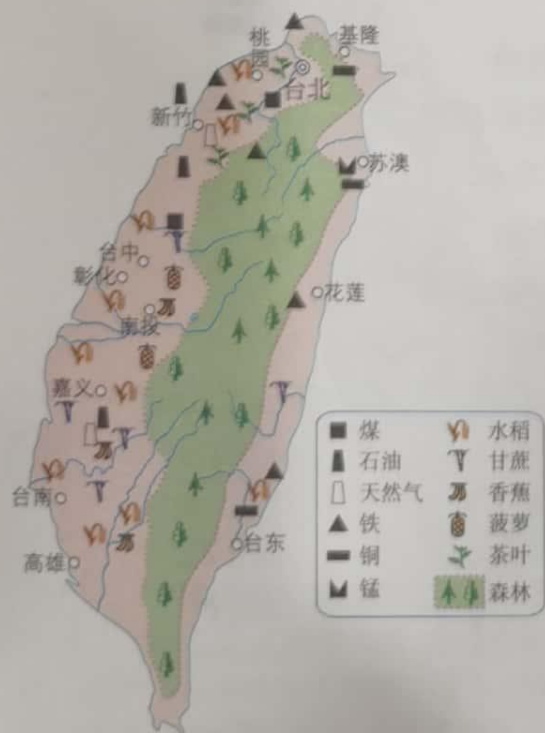 桃园
基隆
台北
新竹
苏澳
台中
彰化
花莲
南投
嘉义
台南
台东
高雄
煤
水稻
石油
甘蔗
天然气
香蕉
铁
菠萝
铜
茶叶
锰
森林